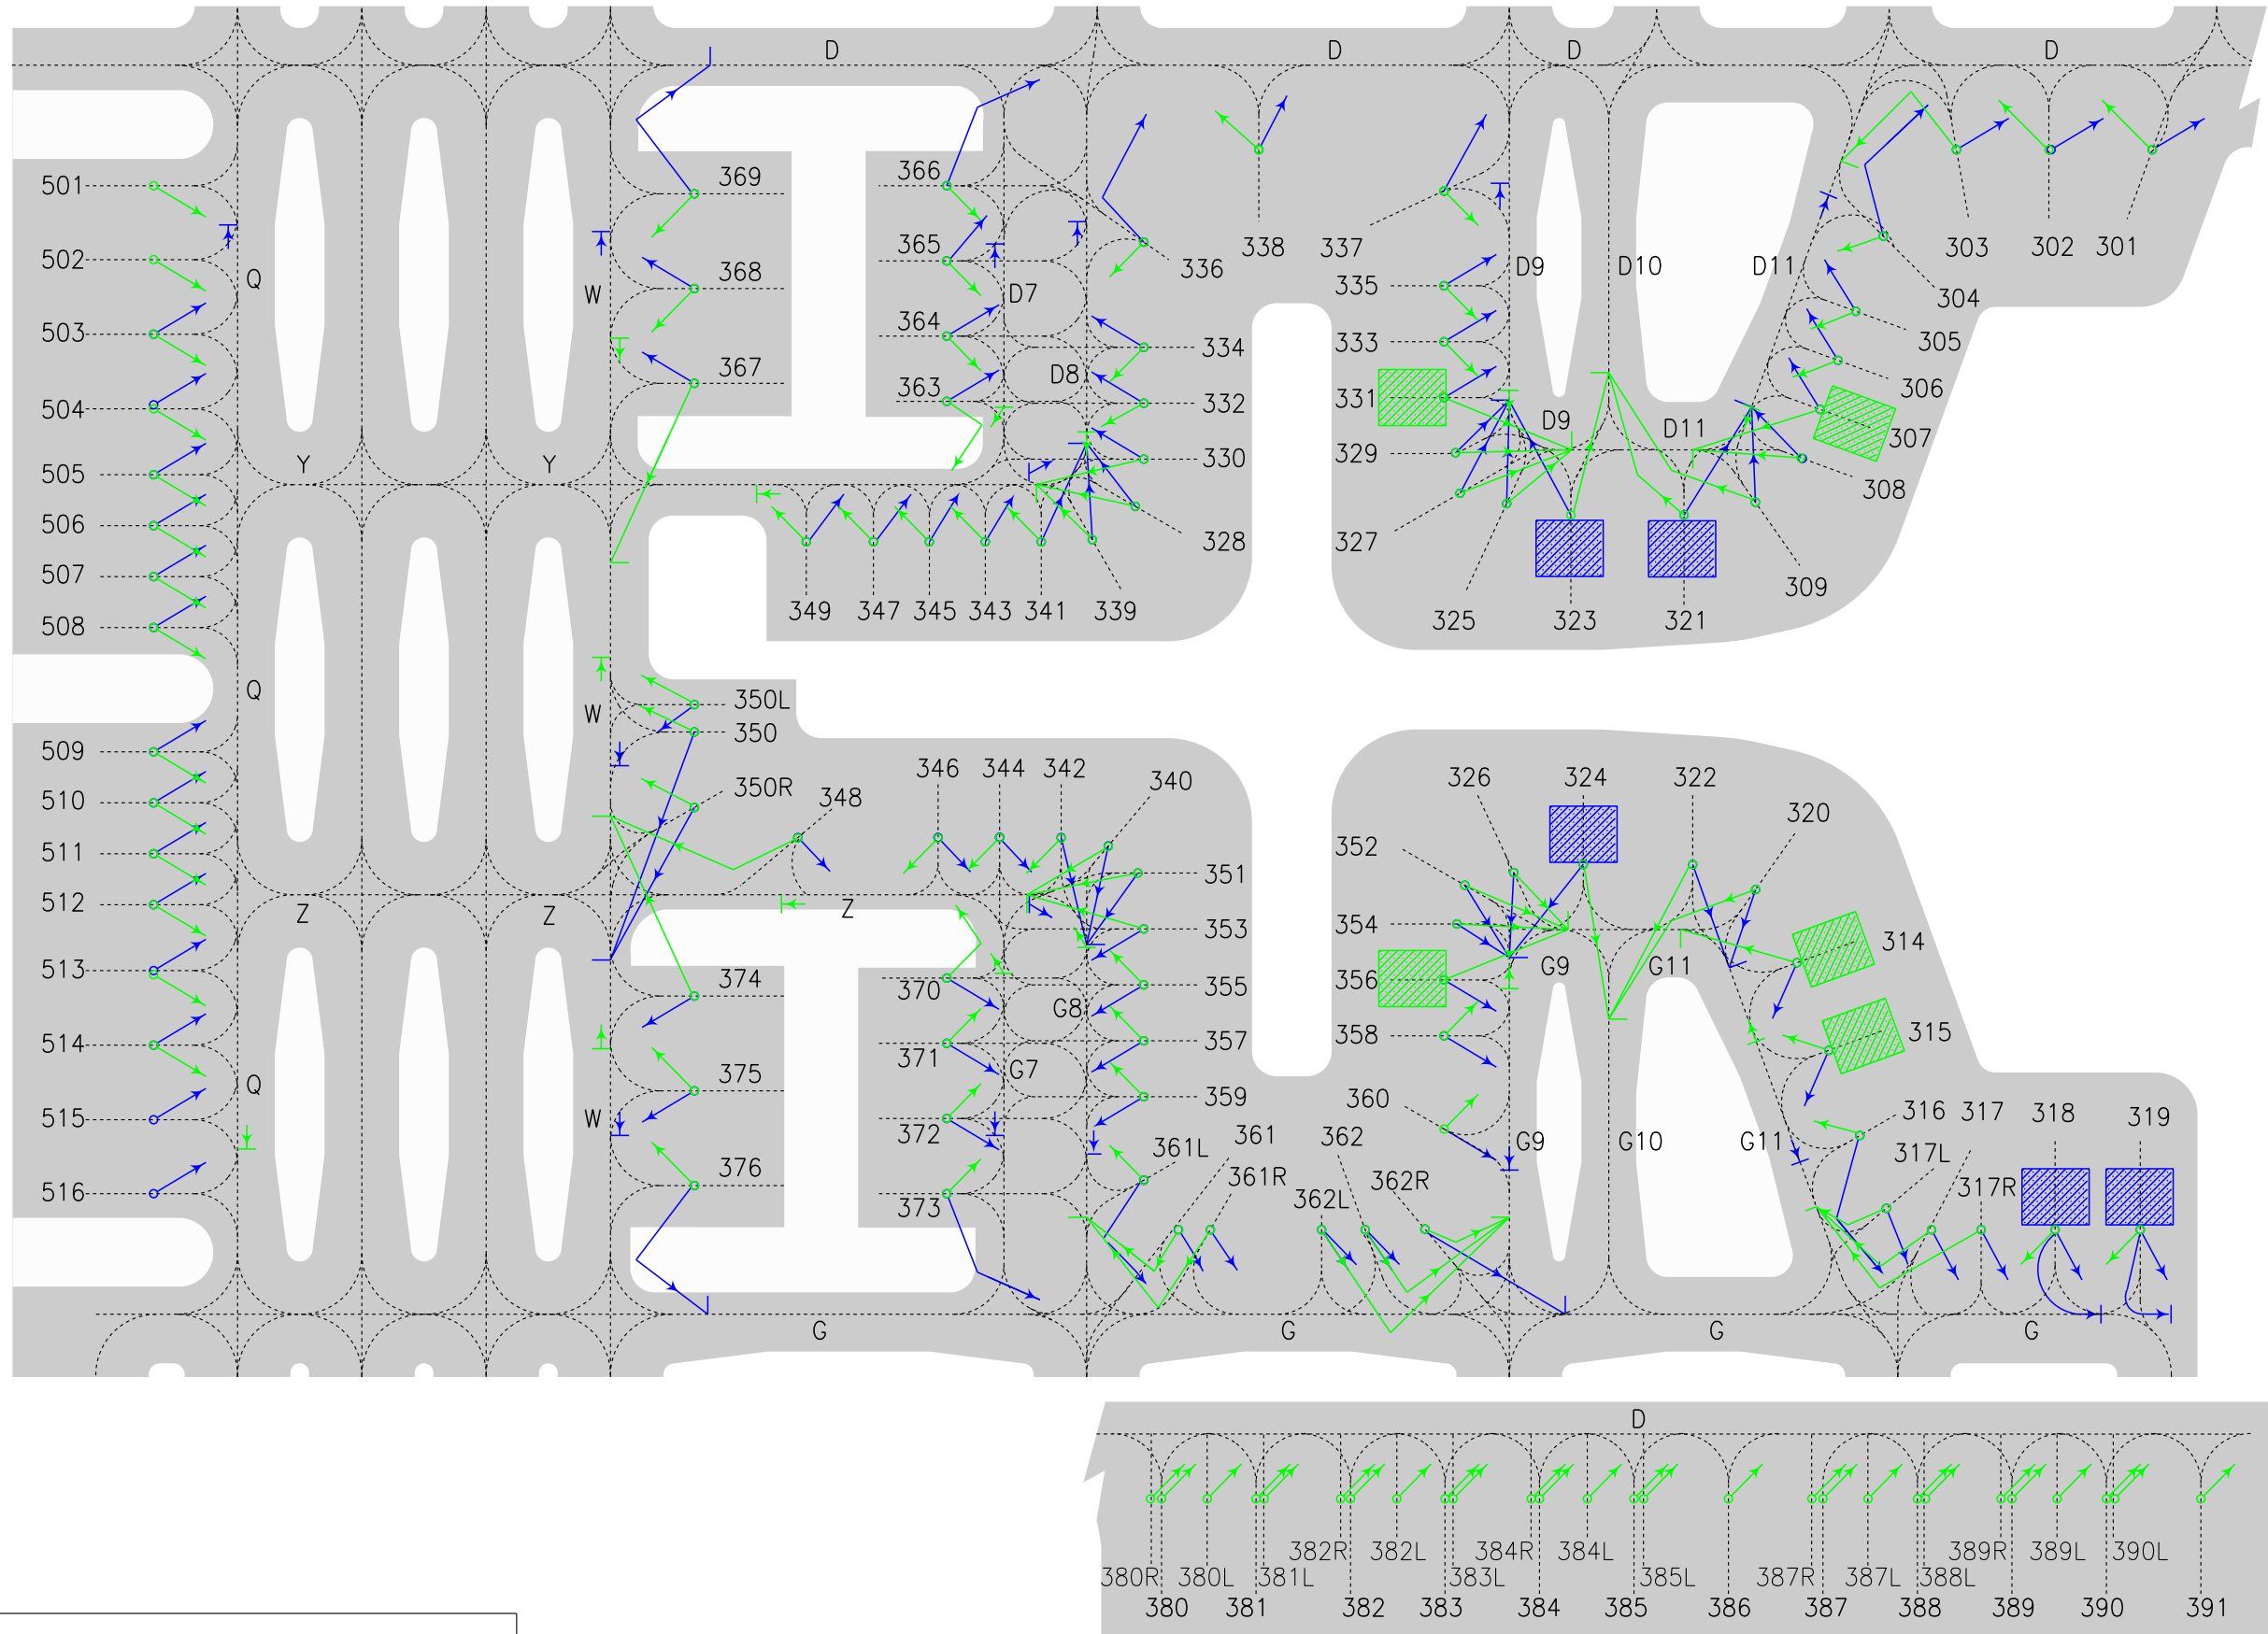 D D D D
501 369 366
502 Q W 368 365 D7 336 338 337 335 D9 D10 D11 303 302 301
304
503 364 334 333 305
504 367 363 D8 332 331 D9 D11 306
307
505 Y Y 330 329 308
506 328 327 309
507 349 347 345 343 341 339 325 323 321
508
Q W 350L
350
509 350R 348 346 344 342 340 326 324 322 320
510
511 352 351
512 Z Z Z 353 354 314
513 374 370 G8 355 356 G9 G11 315
514 371 G7 357 358
Q W 375 359 360 G9 G10 G11 316 317 318 319
515 372 361L 361 362 317L
516 376 373 361R 362L 362R 317R
G G G G
D
382R 382L 384R 384L 389R 389L 390L
380R 380L 381L 383L 385L 387R 387L 388L
380 381 382 383 384 385 386 387 388 389 390 391